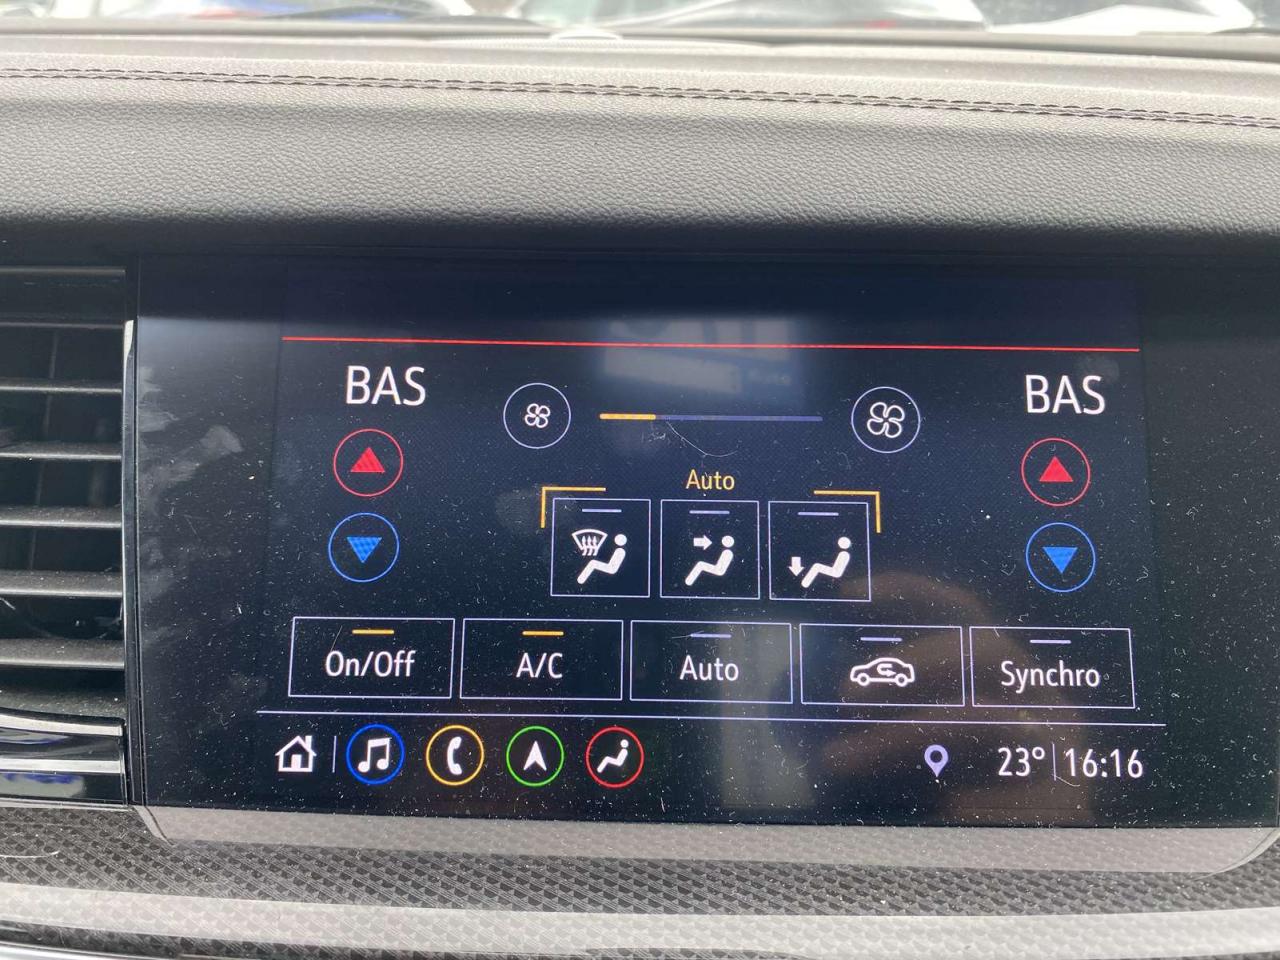 BAS
BAS
Auto
On/Off
A/C
Auto
Synchro
23° 16:16